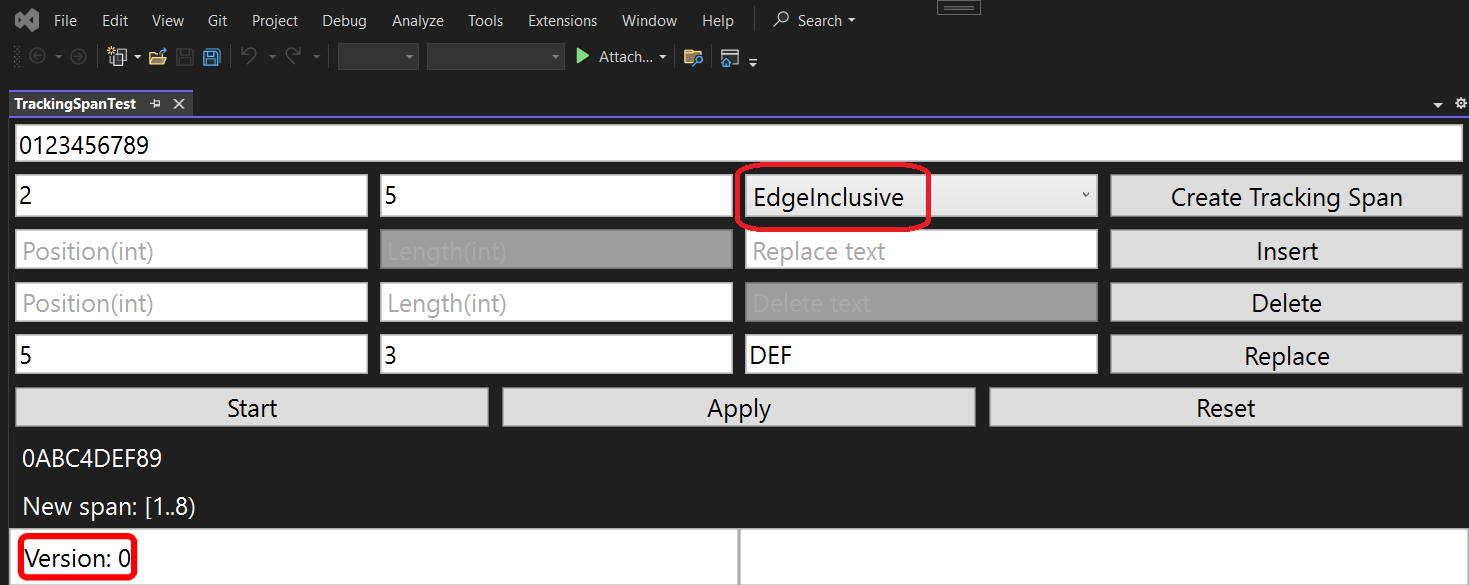 File Edit View Git Project Debug Analyze Tools Extensions Window Help Search
Attach...
TrackingSpanTest
0123456789
2 5 EdgeInclusive Create Tracking Span
Position(int) Length(int) Replace text Insert
Position(int) Length(int) Delete text Delete
5 3 DEF Replace
Start Apply Reset
0ABC4DEF89
New span: [1..8)
Version: 0